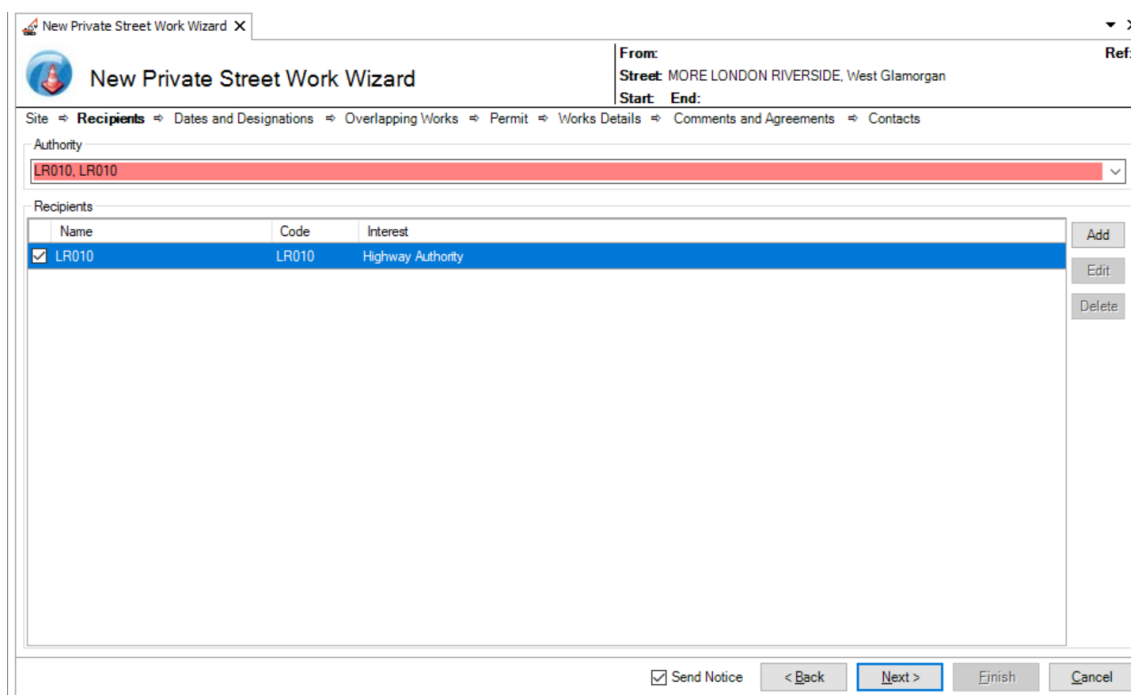 New Private Street Work Wizard X
New Private Street Work Wizard
From:
Ref:
Street: MORE LONDON RIVERSIDE, West Glamorgan
Start: End:
Site ⇨ Recipients ⇨ Dates and Designations ⇨ Overlapping Works ⇨ Permit ⇨ Works Details ⇨ Comments and Agreements ⇨ Contacts
Authority
LR010, LR010
Recipients
Name Code Interest
LR010 LR010 Highway Authority
Add
Edit
Delete
Send Notice < Back Next > Finish Cancel